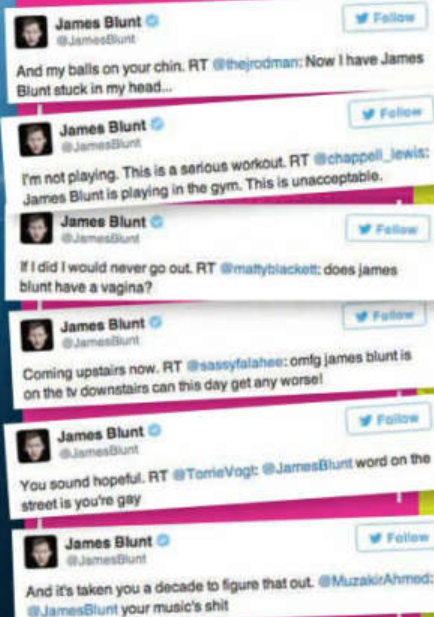 James Blunt
Follow
@JamesBlunt
And my balls on your chin. RT @thejrodman: Now I have James
Blunt stuck in my head...
James Blunt
Follow
@JamesBlunt
I'm not playing. This is a serious workout. RT @chappell_lewis:
James Blunt is playing in the gym. This is unacceptable.
James Blunt
Follow
@JamesBlunt
If I did I would never go out. RT @mattyblackett: does james
blunt have a vagina?
James Blunt
Follow
@JamesBlunt
Coming upstairs now. RT @sassyfalahee: omfg james blunt is
on the tv downstairs can this day get any worse!
James Blunt
Follow
@JamesBlunt
You sound hopeful. RT @TorrieVogt: @JamesBlunt word on the
street is you're gay
James Blunt
Follow
@JamesBlunt
And it's taken you a decade to figure that out. @MuzakirAhmed:
@JamesBlunt your music's shit